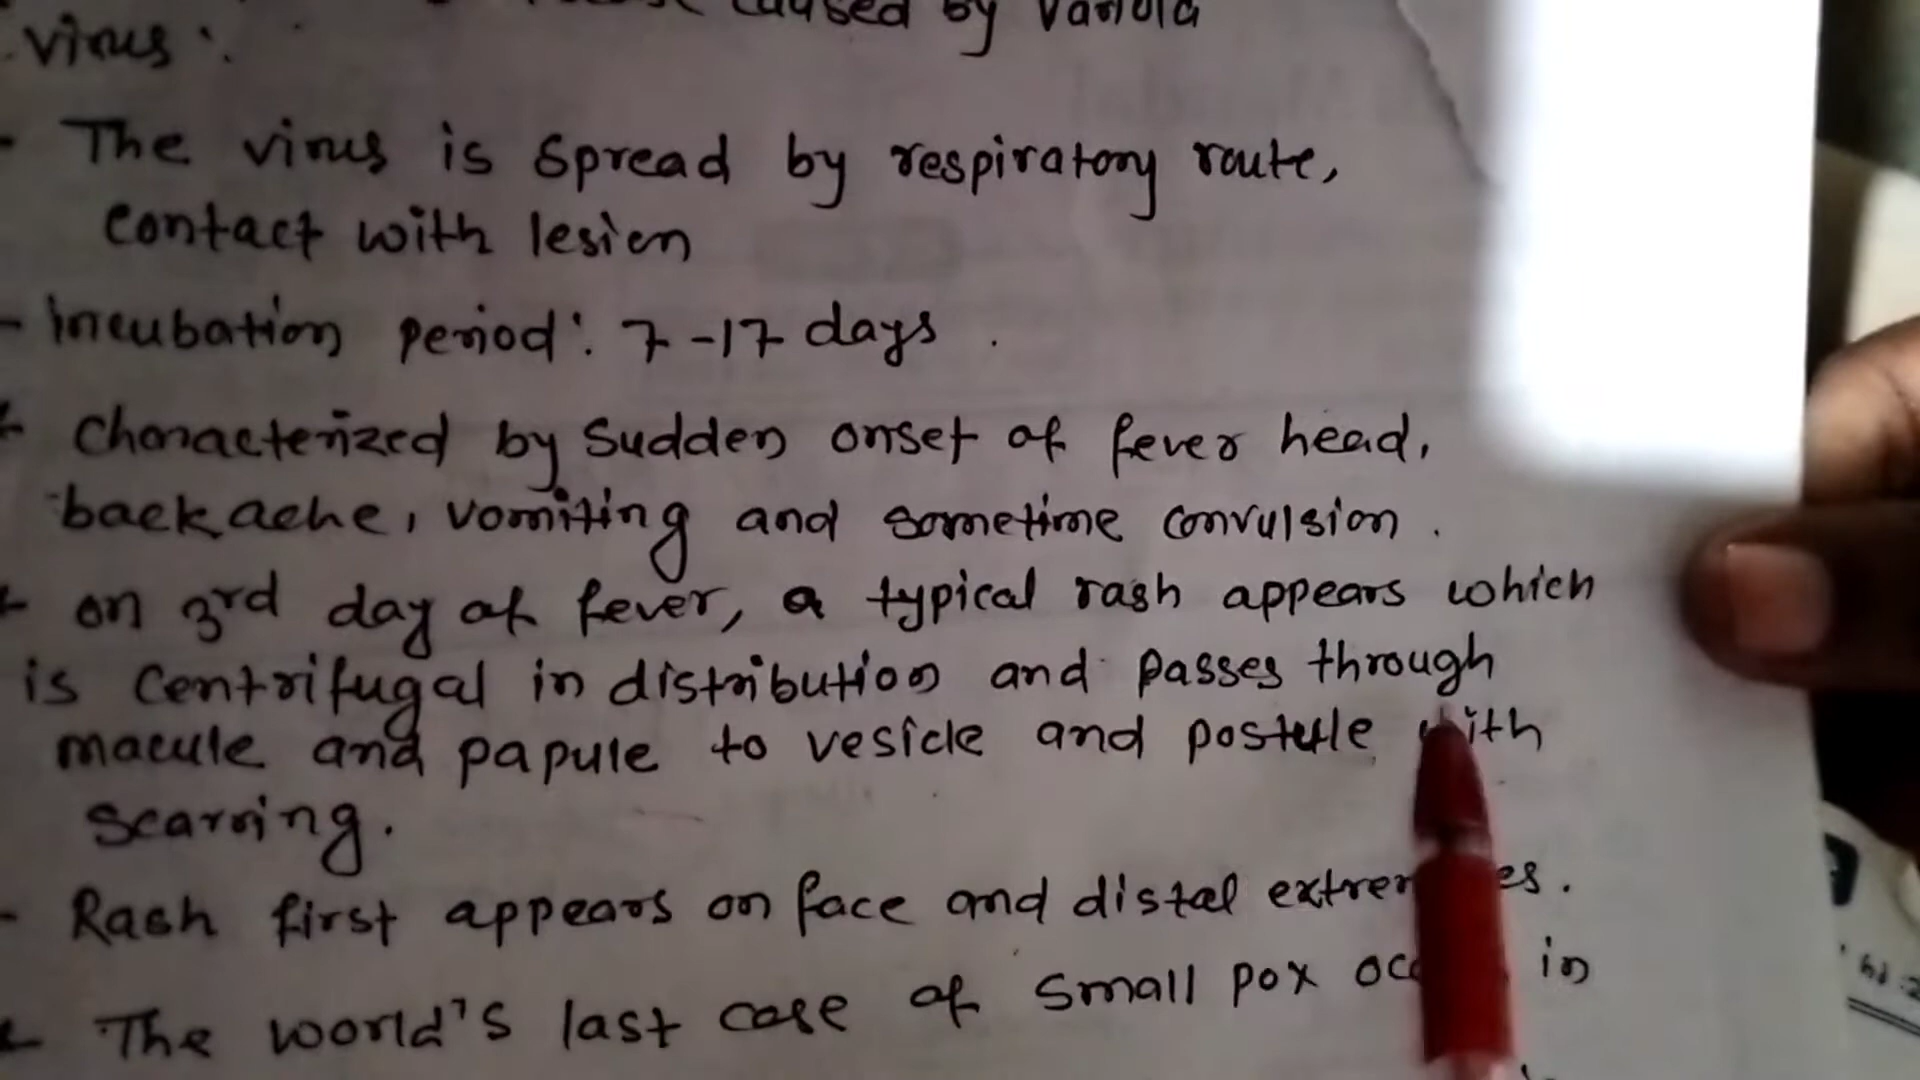 caused by Variola
virus :
- The virus is spread by respiratory route,
contact with lesion
- incubation period : 7-17 days .
characterized by sudden onset of fever head,
backache, vomiting and sometime convulsion .
on 3rd day of fever, a typical rash appears which
is centrifugal in distribution and passes through
macule and papule to vesicle and postule with
scarring.
- Rash first appears on face and distal
The world's last case of small pox in